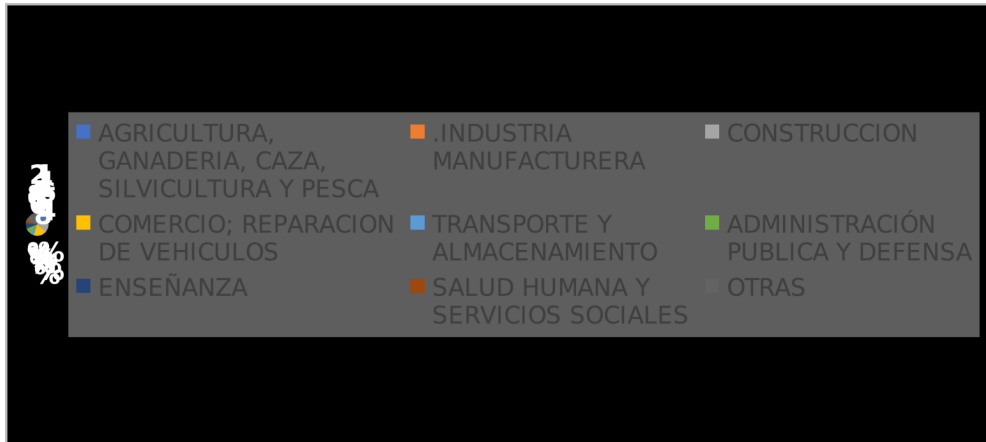 AGRICULTURA,
GANADERIA, CAZA,
SILVICULTURA Y PESCA
.INDUSTRIA
MANUFACTURERA
CONSTRUCCION
COMERCIO; REPARACION
DE VEHICULOS
TRANSPORTE Y
ALMACENAMIENTO
ADMINISTRACIÓN
PUBLICA Y DEFENSA
ENSEÑANZA
SALUD HUMANA Y
SERVICIOS SOCIALES
OTRAS